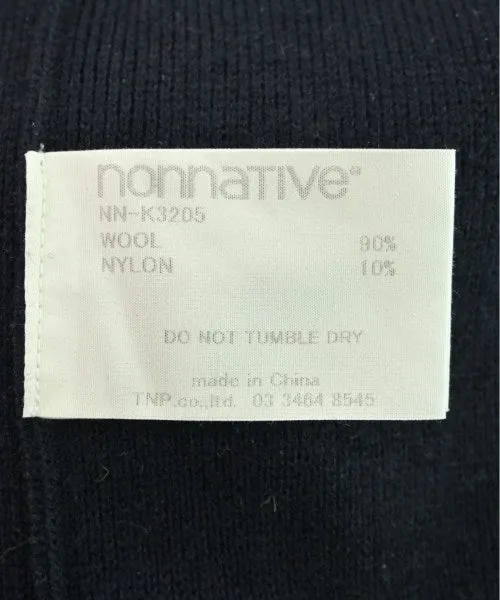 nonnative®
NN-K3205
WOOL 90%
NYLON 10%
DO NOT TUMBLE DRY
made in China
TNP.co.,ltd. 03 3464 8545